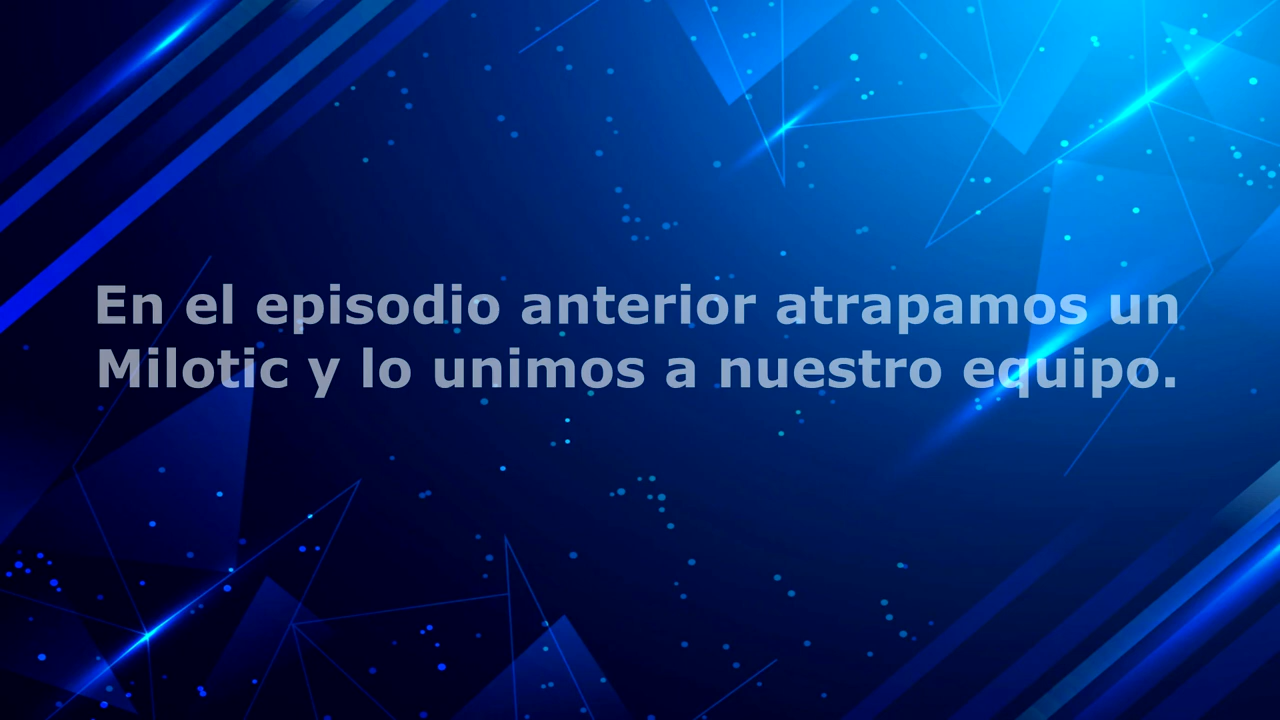 En el episodio anterior atrapamos un
Milotic y lo unimos a nuestro equipo.